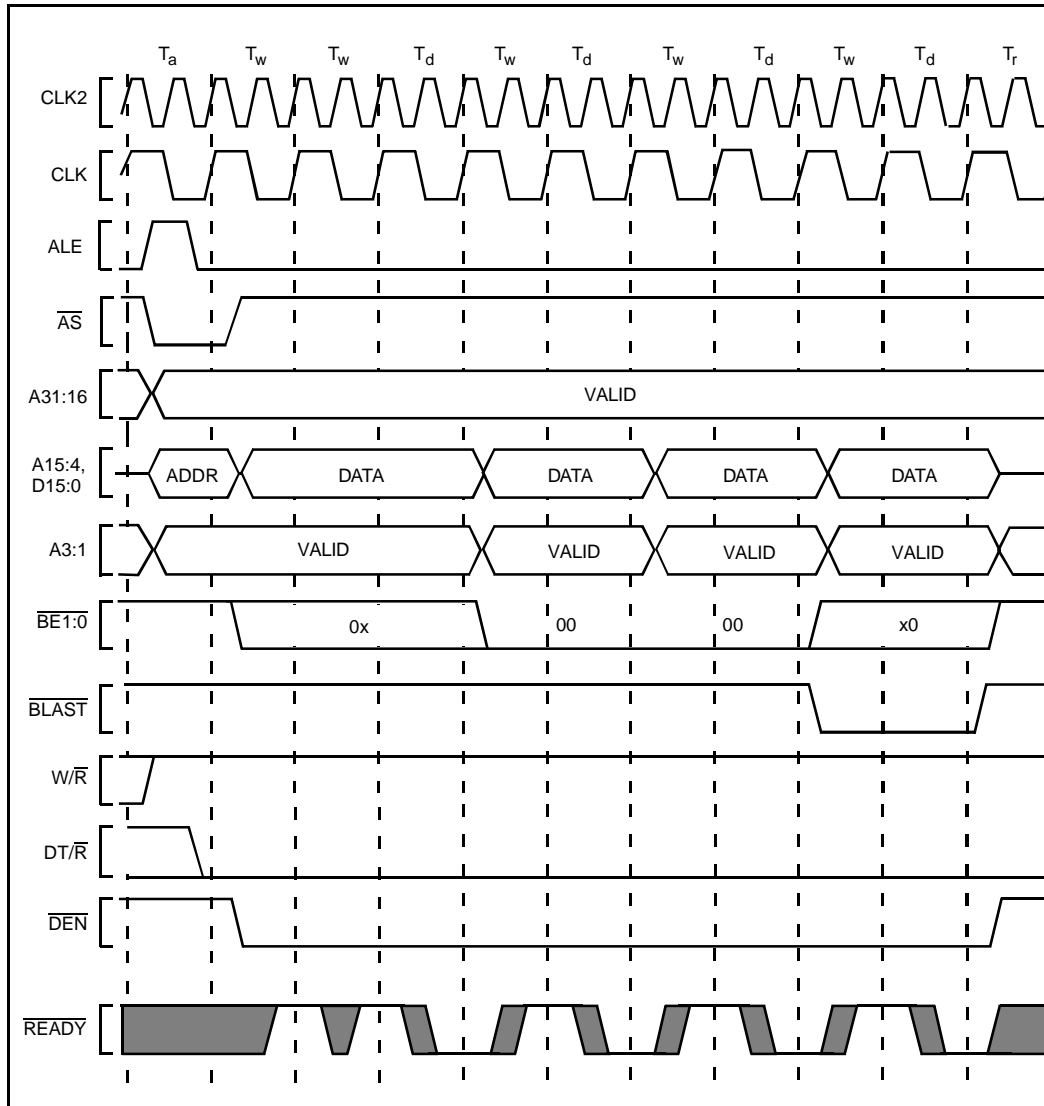 Ta Tw Tw Td Tw Td Tw Td Tw Td Tr
CLK2
CLK
ALE
AS
A31:16 VALID
A15:4,
D15:0 ADDR DATA DATA DATA DATA
A3:1 VALID VALID VALID VALID
BE1:0 0x 00 00 x0
BLAST
W/R
DT/R
DEN
READY